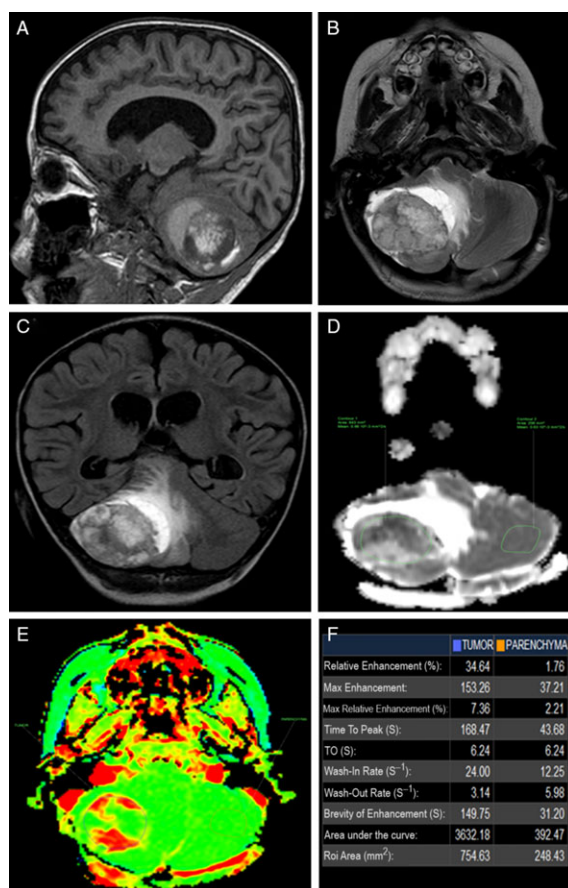 A
B
C
D
E
TUMOR
PARENCHYMA
F
TUMOR PARENCHYMA
Relative Enhancement (%): 34.64 1.76
Max Enhancement: 153.26 37.21
Max Relative Enhancement (%): 7.36 2.21
Time To Peak (S): 168.47 43.68
TO (S): 6.24 6.24
Wash-In Rate (S⁻¹) 24.00 12.25
Wash-Out Rate (S⁻¹) 3.14 5.98
Brevity of Enhancement (S): 149.75 31.20
Area under the curve: 3632.18 392.47
Roi Area (mm²): 754.63 248.43